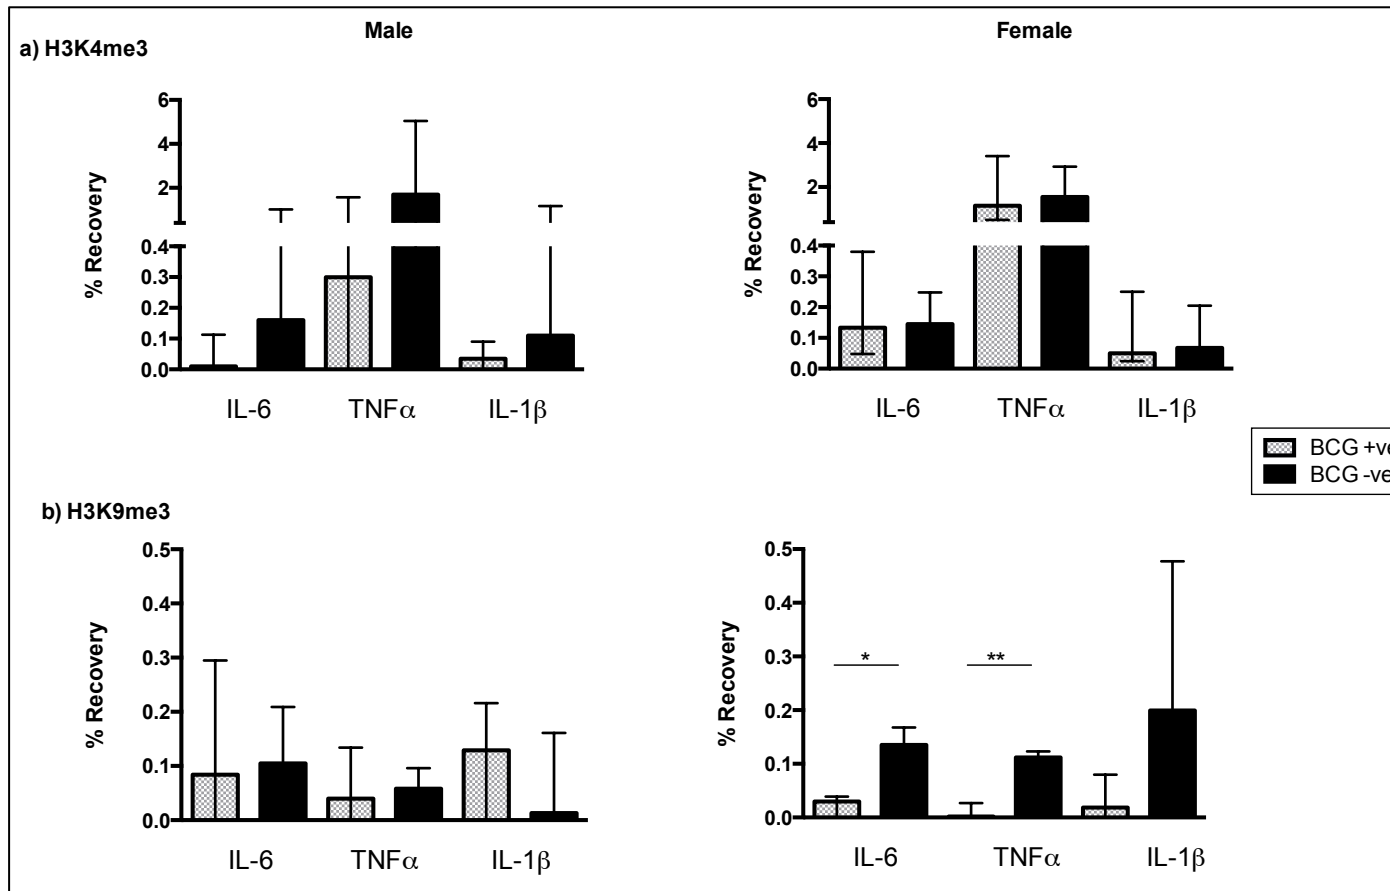 Male
Female
a) H3K4me3
6
4
2
0.4
0.3
0.2
0.1
0.0
% Recovery
IL-6 TNFα IL-1β
6
4
2
0.4
0.3
0.2
0.1
0.0
% Recovery
IL-6 TNFα IL-1β
BCG +ve
BCG -ve
b) H3K9me3
0.5
0.4
0.3
0.2
0.1
0.0
% Recovery
IL-6 TNFα IL-1β
0.5
0.4
0.3
0.2
0.1
0.0
% Recovery
* **
IL-6 TNFα IL-1β